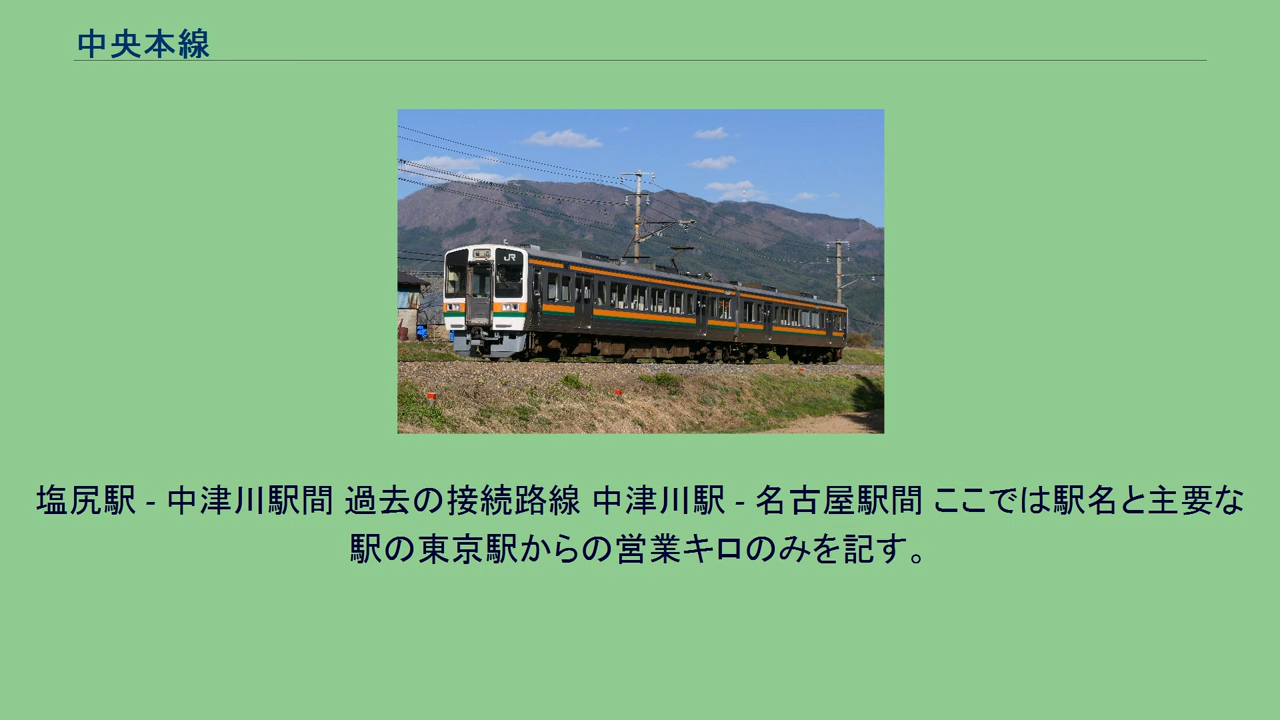 中央本線
JR
塩尻駅 - 中津川駅間 過去の接続路線 中津川駅 - 名古屋駅間 ここでは駅名と主要な
駅の東京駅からの営業キロのみを記す。